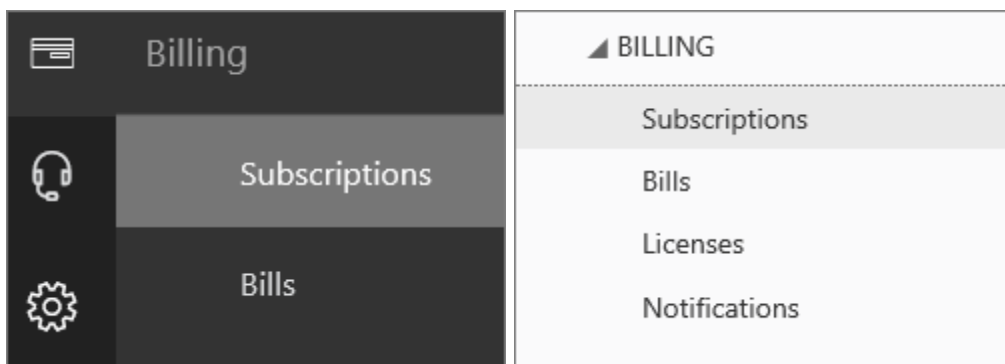 Billing
Subscriptions
Bills
BILLING
Subscriptions
Bills
Licenses
Notifications